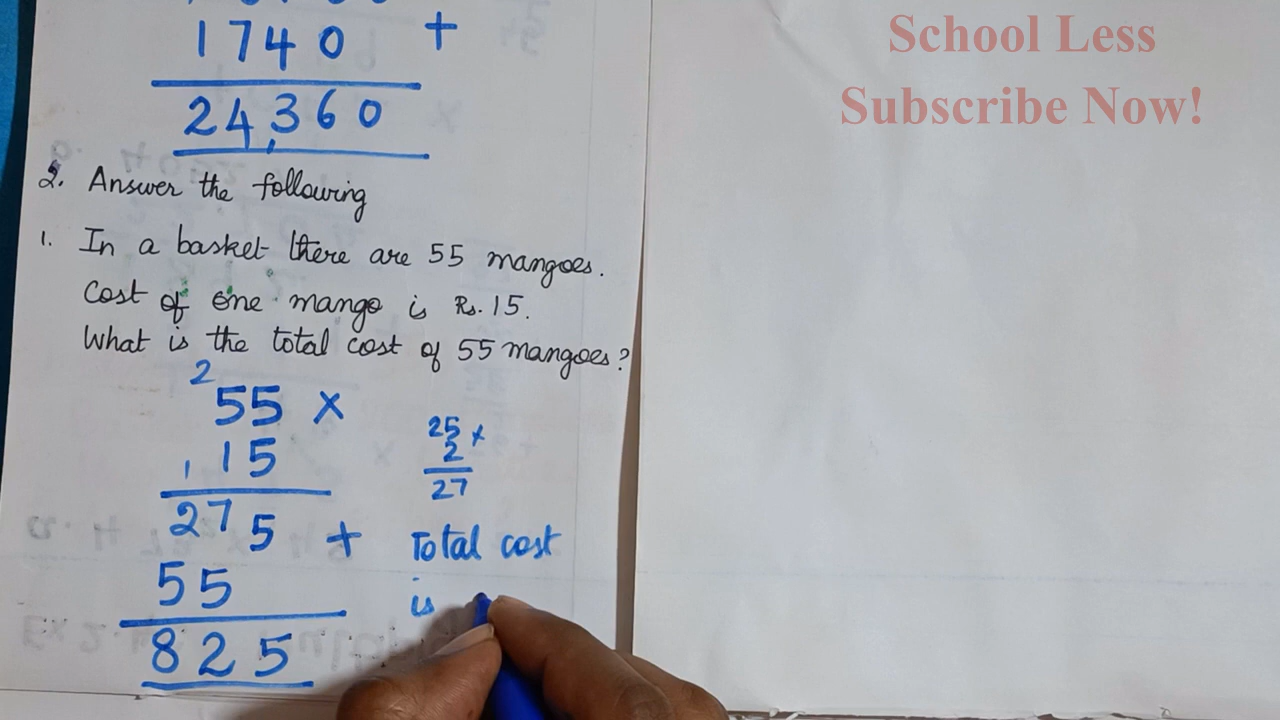 1740 +
24,360
2. Answer the following
1. In a basket there are 55 mangoes.
Cost of one mango is Rs. 15.
What is the total cost of 55 mangoes?
2
55 ×
1 15
275 +
55
825
25 ×
2
27
Total cost
is
School Less
Subscribe Now!